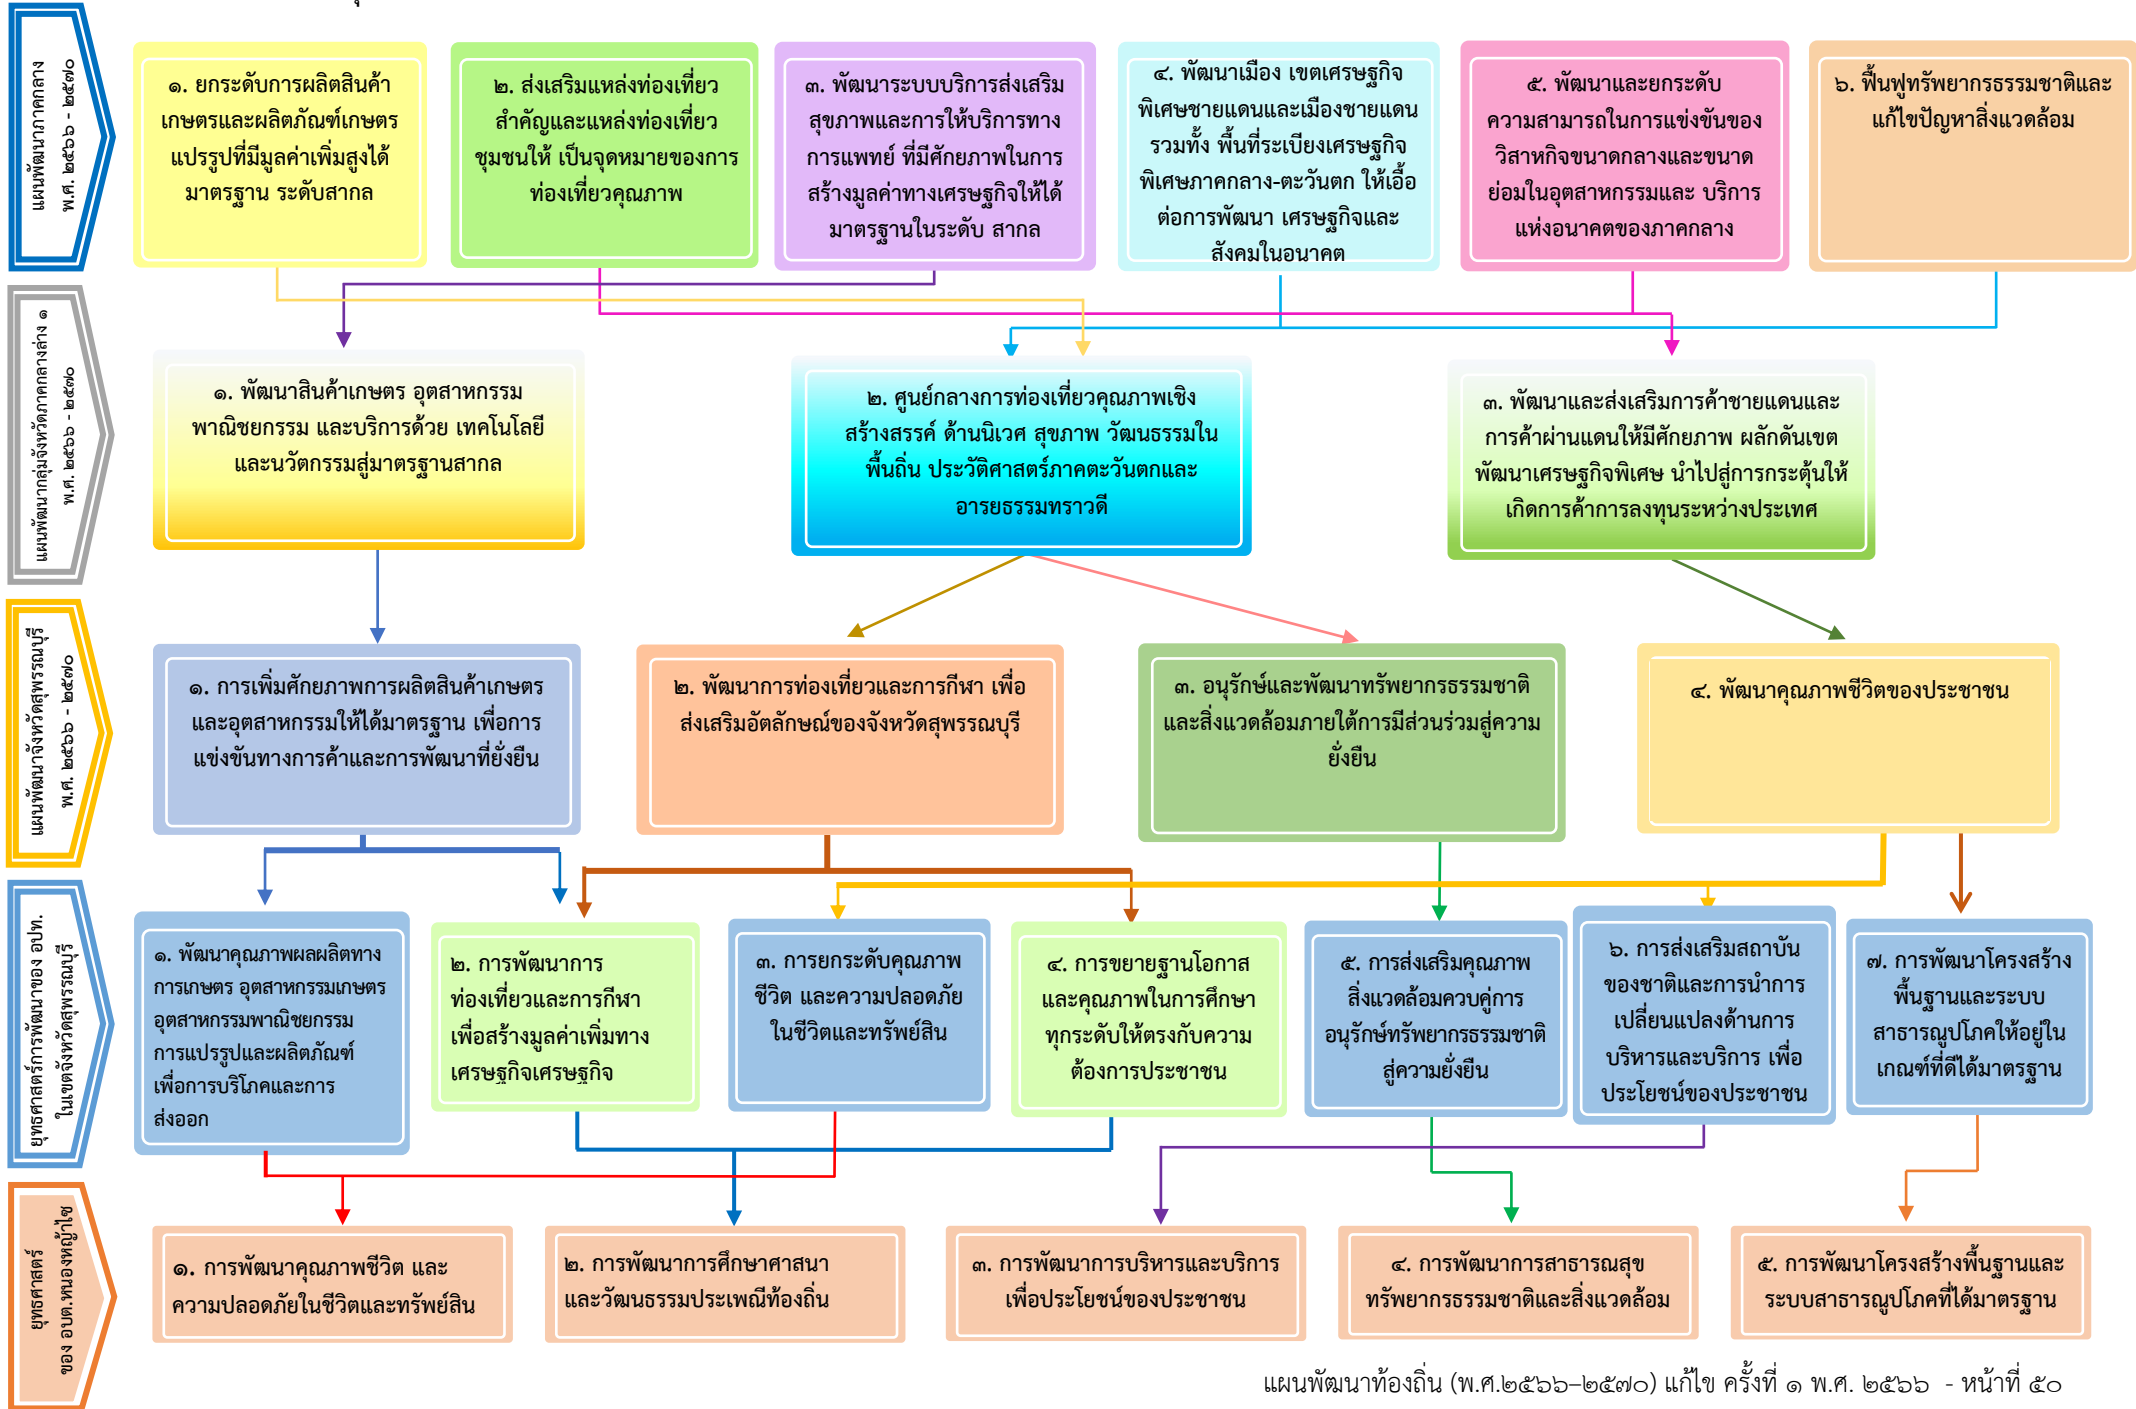 แผนพัฒนาภาคกลาง
พ.ศ. ๒๕๖๖ - ๒๕๗๐
๑. ยกระดับการผลิตสินค้า
เกษตรและผลิตภัณฑ์เกษตร
แปรรูปที่มีมูลค่าเพิ่มสูงได้
มาตรฐาน ระดับสากล
๒. ส่งเสริมแหล่งท่องเที่ยว
สำคัญและแหล่งท่องเที่ยว
ชุมชนให้ เป็นจุดหมายของการ
ท่องเที่ยวคุณภาพ
๓. พัฒนาระบบบริการส่งเสริม
สุขภาพและการให้บริการทาง
การแพทย์ ที่มีศักยภาพในการ
สร้างมูลค่าทางเศรษฐกิจให้ได้
มาตรฐานในระดับ สากล
๔. พัฒนาเมือง เขตเศรษฐกิจ
พิเศษชายแดนและเมืองชายแดน
รวมทั้ง พื้นที่ระเบียงเศรษฐกิจ
พิเศษภาคกลาง-ตะวันตก ให้เอื้อ
ต่อการพัฒนา เศรษฐกิจและ
สังคมในอนาคต
๕. พัฒนาและยกระดับ
ความสามารถในการแข่งขันของ
วิสาหกิจขนาดกลางและขนาด
ย่อมในอุตสาหกรรมและ บริการ
แห่งอนาคตของภาคกลาง
๖. ฟื้นฟูทรัพยากรธรรมชาติและ
แก้ไขปัญหาสิ่งแวดล้อม
แผนพัฒนากลุ่มจังหวัดภาคกลางล่าง ๑
พ.ศ. ๒๕๖๖ - ๒๕๗๐
๑. พัฒนาสินค้าเกษตร อุตสาหกรรม
พาณิชยกรรม และบริการด้วย เทคโนโลยี
และนวัตกรรมสู่มาตรฐานสากล
๒. ศูนย์กลางการท่องเที่ยวคุณภาพเชิง
สร้างสรรค์ ด้านนิเวศ สุขภาพ วัฒนธรรมใน
พื้นถิ่น ประวัติศาสตร์ภาคตะวันตกและ
อารยธรรมทราวดี
๓. พัฒนาและส่งเสริมการค้าชายแดนและ
การค้าผ่านแดนให้มีศักยภาพ ผลักดันเขต
พัฒนาเศรษฐกิจพิเศษ นำไปสู่การกระตุ้นให้
เกิดการค้าการลงทุนระหว่างประเทศ
แผนพัฒนาจังหวัดสุพรรณบุรี
พ.ศ. ๒๕๖๖ - ๒๕๗๐
๑. การเพิ่มศักยภาพการผลิตสินค้าเกษตร
และอุตสาหกรรมให้ได้มาตรฐาน เพื่อการ
แข่งขันทางการค้าและการพัฒนาที่ยั่งยืน
๒. พัฒนาการท่องเที่ยวและการกีฬา เพื่อ
ส่งเสริมอัตลักษณ์ของจังหวัดสุพรรณบุรี
๓. อนุรักษ์และพัฒนาทรัพยากรธรรมชาติ
และสิ่งแวดล้อมภายใต้การมีส่วนร่วมสู่ความ
ยั่งยืน
๔. พัฒนาคุณภาพชีวิตของประชาชน
ยุทธศาสตร์การพัฒนาของ อปท.
ในเขตจังหวัดสุพรรณบุรี
๑. พัฒนาคุณภาพผลผลิตทาง
การเกษตร อุตสาหกรรมเกษตร
อุตสาหกรรมพาณิชยกรรม
การแปรรูปและผลิตภัณฑ์
เพื่อการบริโภคและการ
ส่งออก
๒. การพัฒนาการ
ท่องเที่ยวและการกีฬา
เพื่อสร้างมูลค่าเพิ่มทาง
เศรษฐกิจเศรษฐกิจ
๓. การยกระดับคุณภาพ
ชีวิต และความปลอดภัย
ในชีวิตและทรัพย์สิน
๔. การขยายฐานโอกาส
และคุณภาพในการศึกษา
ทุกระดับให้ตรงกับความ
ต้องการประชาชน
๕. การส่งเสริมคุณภาพ
สิ่งแวดล้อมควบคู่การ
อนุรักษ์ทรัพยากรธรรมชาติ
สู่ความยั่งยืน
๖. การส่งเสริมสถาบัน
ของชาติและการนำการ
เปลี่ยนแปลงด้านการ
บริหารและบริการ เพื่อ
ประโยชน์ของประชาชน
๗. การพัฒนาโครงสร้าง
พื้นฐานและระบบ
สาธารณูปโภคให้อยู่ใน
เกณฑ์ที่ดีได้มาตรฐาน
ยุทธศาสตร์
ของ อบต.หนองหญ้าไซ
๑. การพัฒนาคุณภาพชีวิต และ
ความปลอดภัยในชีวิตและทรัพย์สิน
๒. การพัฒนาการศึกษาศาสนา
และวัฒนธรรมประเพณีท้องถิ่น
๓. การพัฒนาการบริหารและบริการ
เพื่อประโยชน์ของประชาชน
๔. การพัฒนาการสาธารณสุข
ทรัพยากรธรรมชาติและสิ่งแวดล้อม
๕. การพัฒนาโครงสร้างพื้นฐานและ
ระบบสาธารณูปโภคที่ได้มาตรฐาน
แผนพัฒนาท้องถิ่น (พ.ศ.๒๕๖๖–๒๕๗๐) แก้ไข ครั้งที่ ๑ พ.ศ. ๒๕๖๖ - หน้าที่ ๕๐